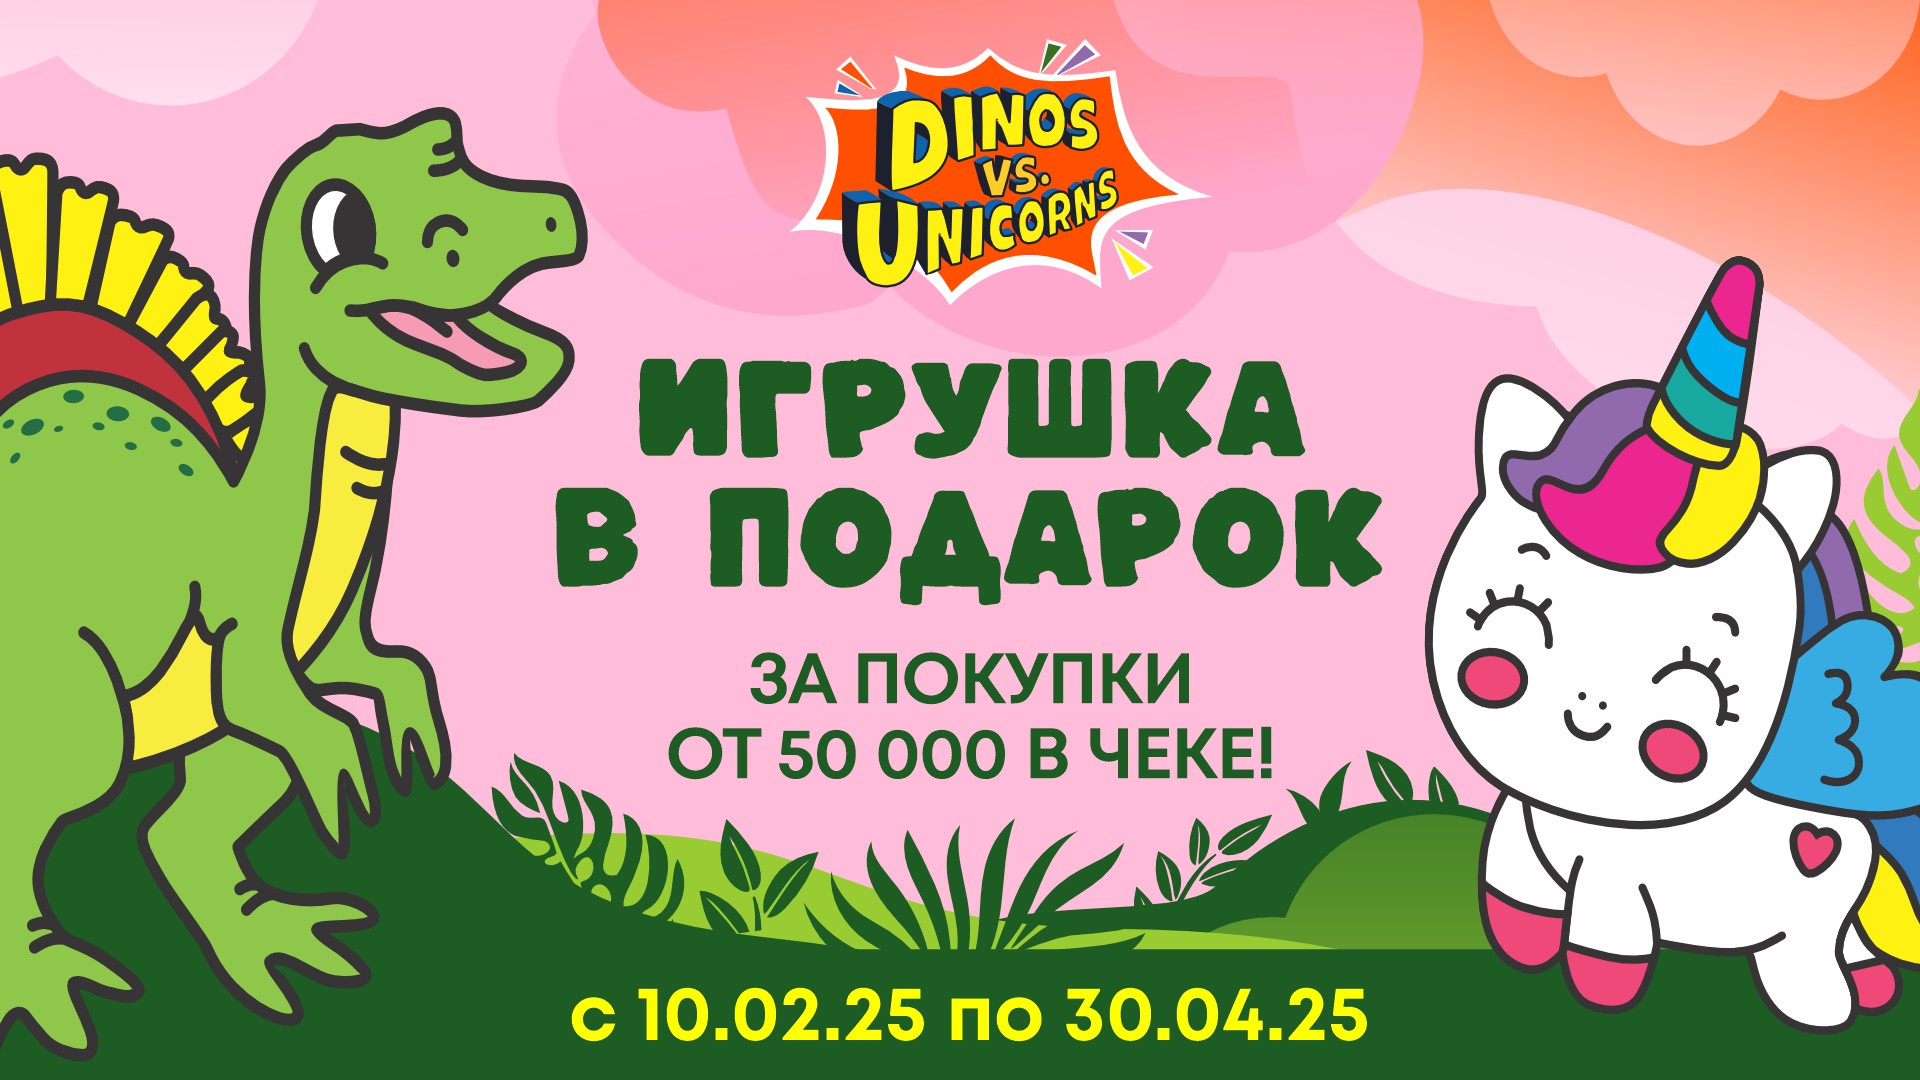 DINOS
VS.
UNICORNS
ИГРУШКА
В ПОДАРОК
ЗА ПОКУПКИ
ОТ 50 000 В ЧЕКЕ!
с 10.02.25 по 30.04.25